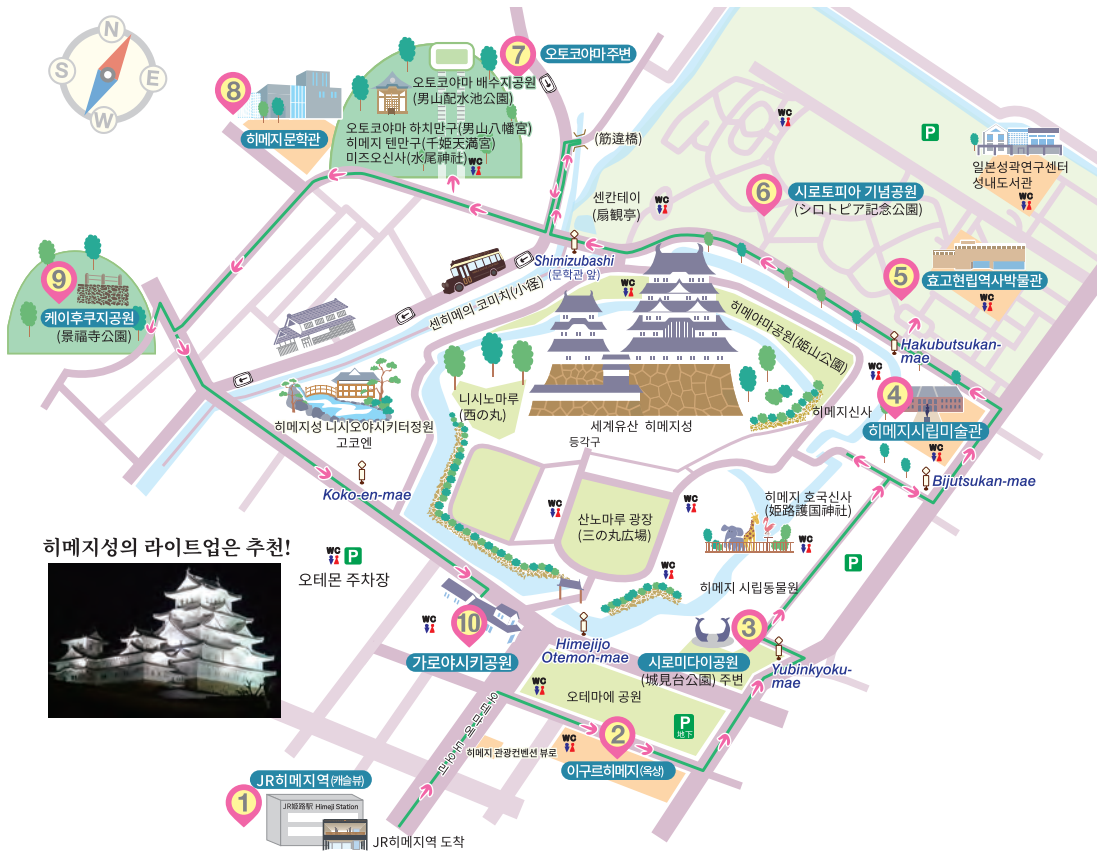 N
S
E
W
7
오토코야마 주변
8
히메지 문학관
오토코야마 배수지공원
(男山配水池公園)
오토코야마 하치만구(男山八幡宮)
히메지 텐만구(千姫天満宮)
미즈오신사(水尾神社)
WC
(筋違橋)
WC
P
일본성곽연구센터
성내도서관
WC
6
시로토피아 기념공원
(シロトピア記念公園)
센칸테이
(扇観亭)
WC
Shimizubashi
(문학관 앞)
5
효고현립역사박물관
WC
9
케이후쿠지공원
(景福寺公園)
센히메의 코미치(小径)
WC
히메야마공원(姫山公園)
Hakubutsukan-
mae
WC
4
히메지시립미술관
WC
히메지신사
니시노마루
(西の丸)
세계유산 히메지성
등각구
히메지성 니시오야시키터정원
고코엔
Koko-en-mae
Bijutsukan-mae
WC
산노마루 광장
(三の丸広場)
WC
히메지 호국신사
(姫路護国神社)
WC
히메지성의 라이트업은 추천!
WC
P
오테몬 주차장
WC
히메지 시립동물원
P
WC
10
가로야시키공원
Himejijo
Otemon-mae
3
시로미다이공원
(城見台公園) 주변
Yubinkyoku-
mae
WC
오테마에 공원
P
地下
WC
2
이구르히메지(옥상)
히메지 관광컨벤션 뷰로
1
JR히메지역(캐슬뷰)
JR姫路駅 Himeji Station
JR히메지역 도착